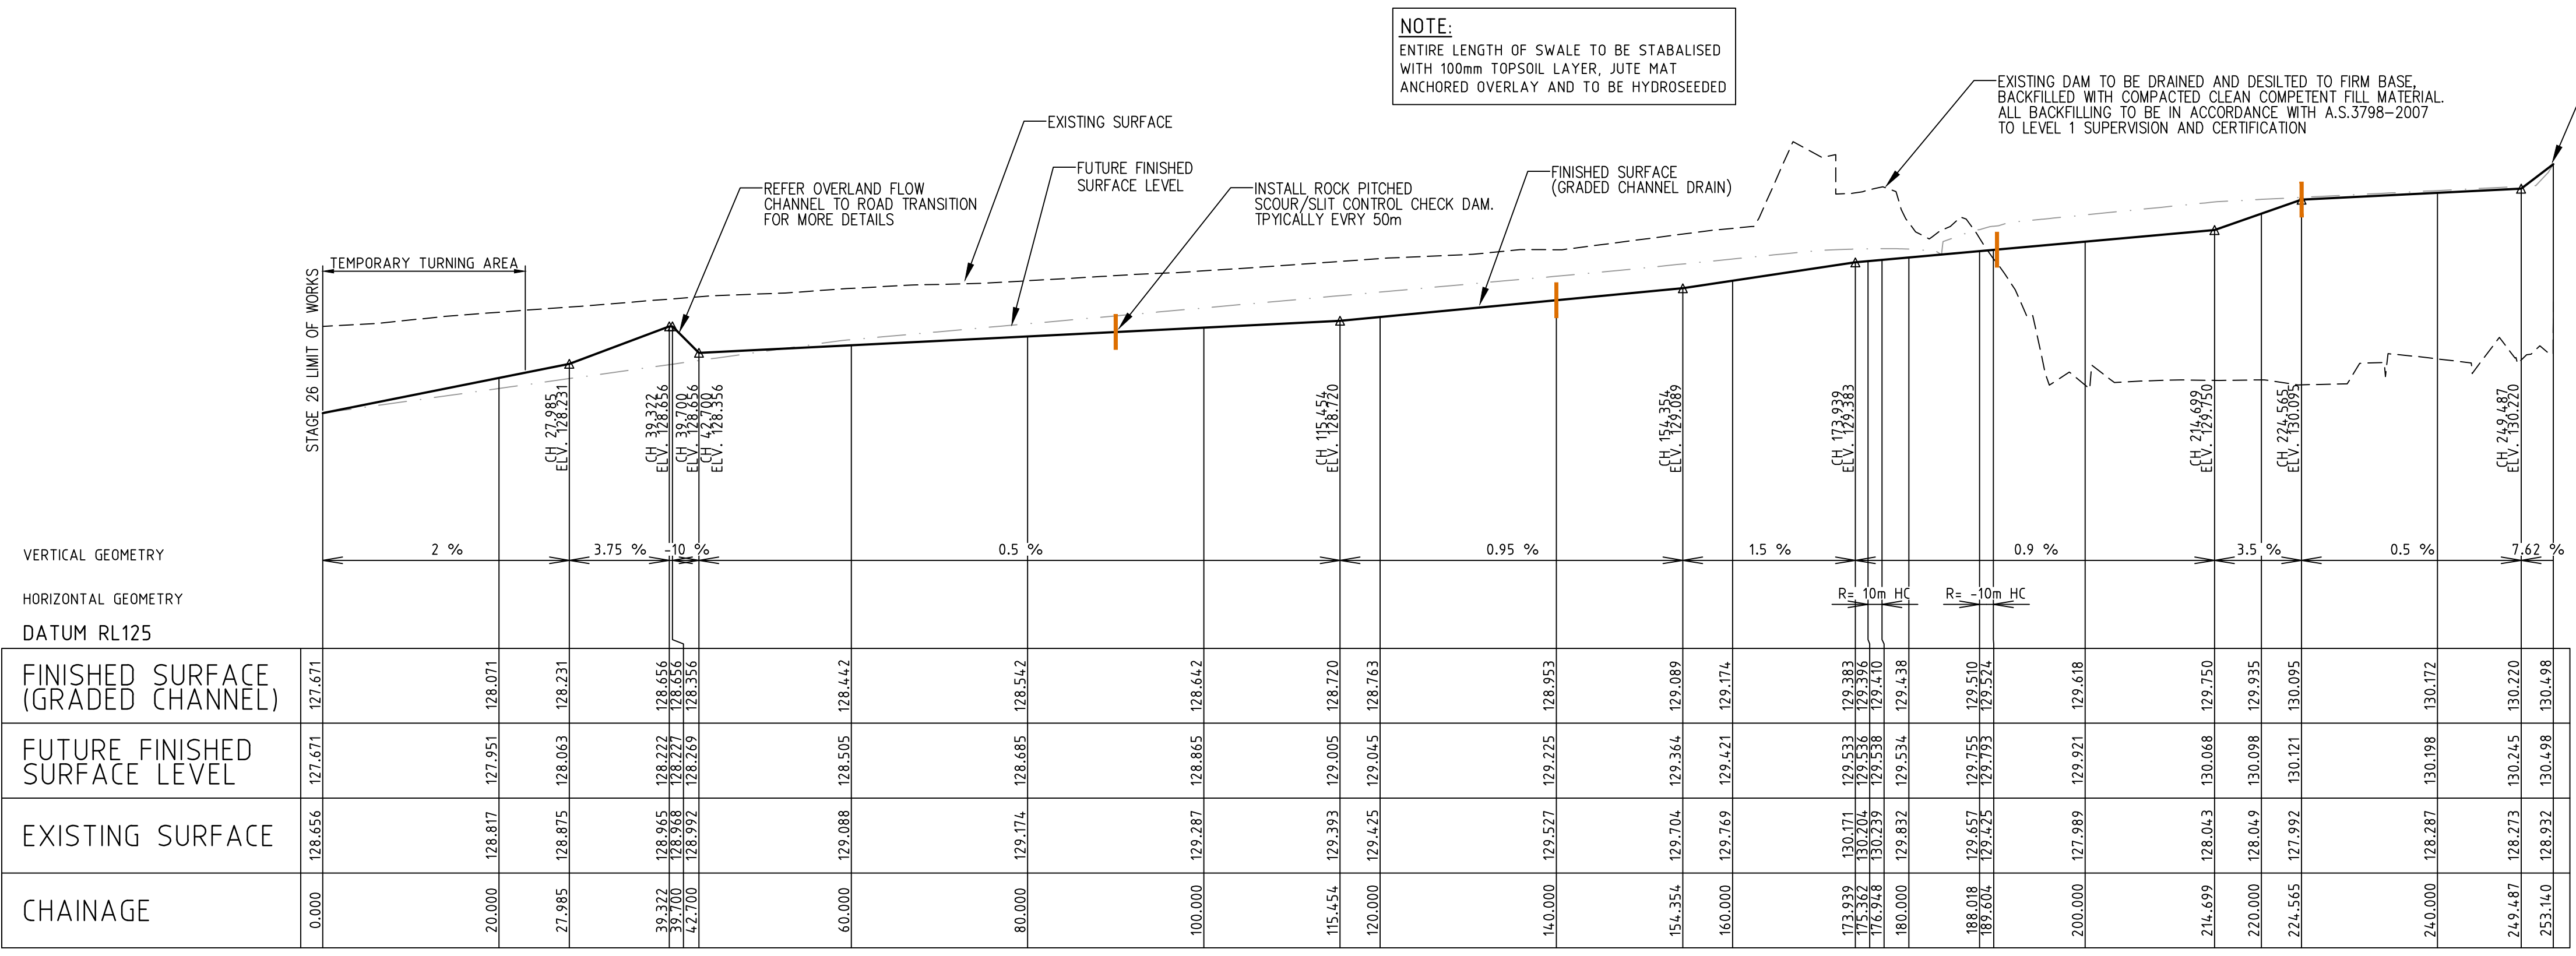 NOTE:
ENTIRE LENGTH OF SWALE TO BE STABALISED
WITH 100mm TOPSOIL LAYER, JUTE MAT
ANCHORED OVERLAY AND TO BE HYDROSEEDED
EXISTING DAM TO BE DRAINED AND DESILTED TO FIRM BASE,
BACKFILLED WITH COMPACTED CLEAN COMPETENT FILL MATERIAL.
ALL BACKFILLING TO BE IN ACCORDANCE WITH A.S.3798-2007
TO LEVEL 1 SUPERVISION AND CERTIFICATION
EXISTING SURFACE
FUTURE FINISHED
SURFACE LEVEL
REFER OVERLAND FLOW
CHANNEL TO ROAD TRANSITION
FOR MORE DETAILS
INSTALL ROCK PITCHED
SCOUR/SLIT CONTROL CHECK DAM.
TPYICALLY EVRY 50m
FINISHED SURFACE
(GRADED CHANNEL DRAIN)
TEMPORARY TURNING AREA
STAGE 26 LIMIT OF WORKS
CH 27.985
ELV. 128.231
CH 39.322
ELV. 128.656
CH 39.700
ELV. 128.656
CH 42.700
ELV. 128.356
CH 115.454
ELV. 128.720
CH 154.354
ELV. 129.089
CH 173.939
ELV. 129.383
CH 214.699
ELV. 129.750
CH 224.565
ELV. 130.095
CH 249.487
ELV. 130.220
VERTICAL GEOMETRY
2 %
3.75 %
-10 %
0.5 %
0.95 %
1.5 %
0.9 %
3.5 %
0.5 %
7.62 %
HORIZONTAL GEOMETRY
R= 10m HC
R= -10m HC
DATUM RL125
FINISHED SURFACE
(GRADED CHANNEL)
127.671
128.071
128.231
128.656
128.656
128.356
128.442
128.542
128.642
128.720
128.763
128.953
129.089
129.174
129.383
129.396
129.410
129.438
129.510
129.524
129.618
129.750
129.935
130.095
130.172
130.220
130.498
FUTURE FINISHED
SURFACE LEVEL
127.671
127.951
128.063
128.222
128.227
128.269
128.505
128.685
128.865
129.005
129.045
129.225
129.364
129.421
129.533
129.536
129.538
129.534
129.755
129.793
129.921
130.068
130.098
130.121
130.198
130.245
130.498
EXISTING SURFACE
128.656
128.817
128.875
128.965
128.968
128.992
129.088
129.174
129.287
129.393
129.425
129.527
129.704
129.769
130.171
130.204
130.239
129.832
129.657
129.425
127.989
128.043
128.049
127.992
128.287
128.273
128.932
CHAINAGE
0.000
20.000
27.985
39.322
39.700
42.700
60.000
80.000
100.000
115.454
120.000
140.000
154.354
160.000
173.939
175.362
176.948
180.000
188.018
189.604
200.000
214.699
220.000
224.565
240.000
249.487
253.140